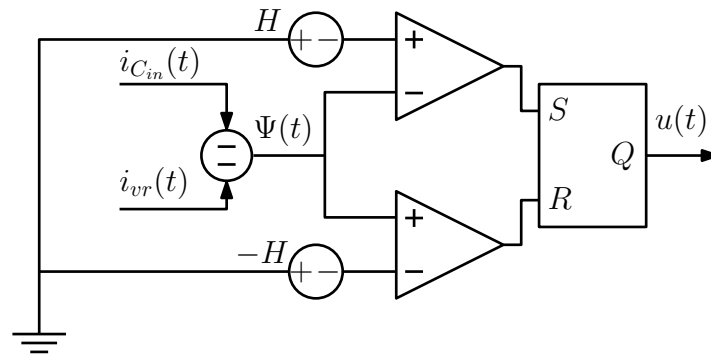 H
+ −
+
−
i_{C_{in}}(t)
Ψ(t)
− −
i_{vr}(t)
S
Q
R
u(t)
+
−
−H
+ −